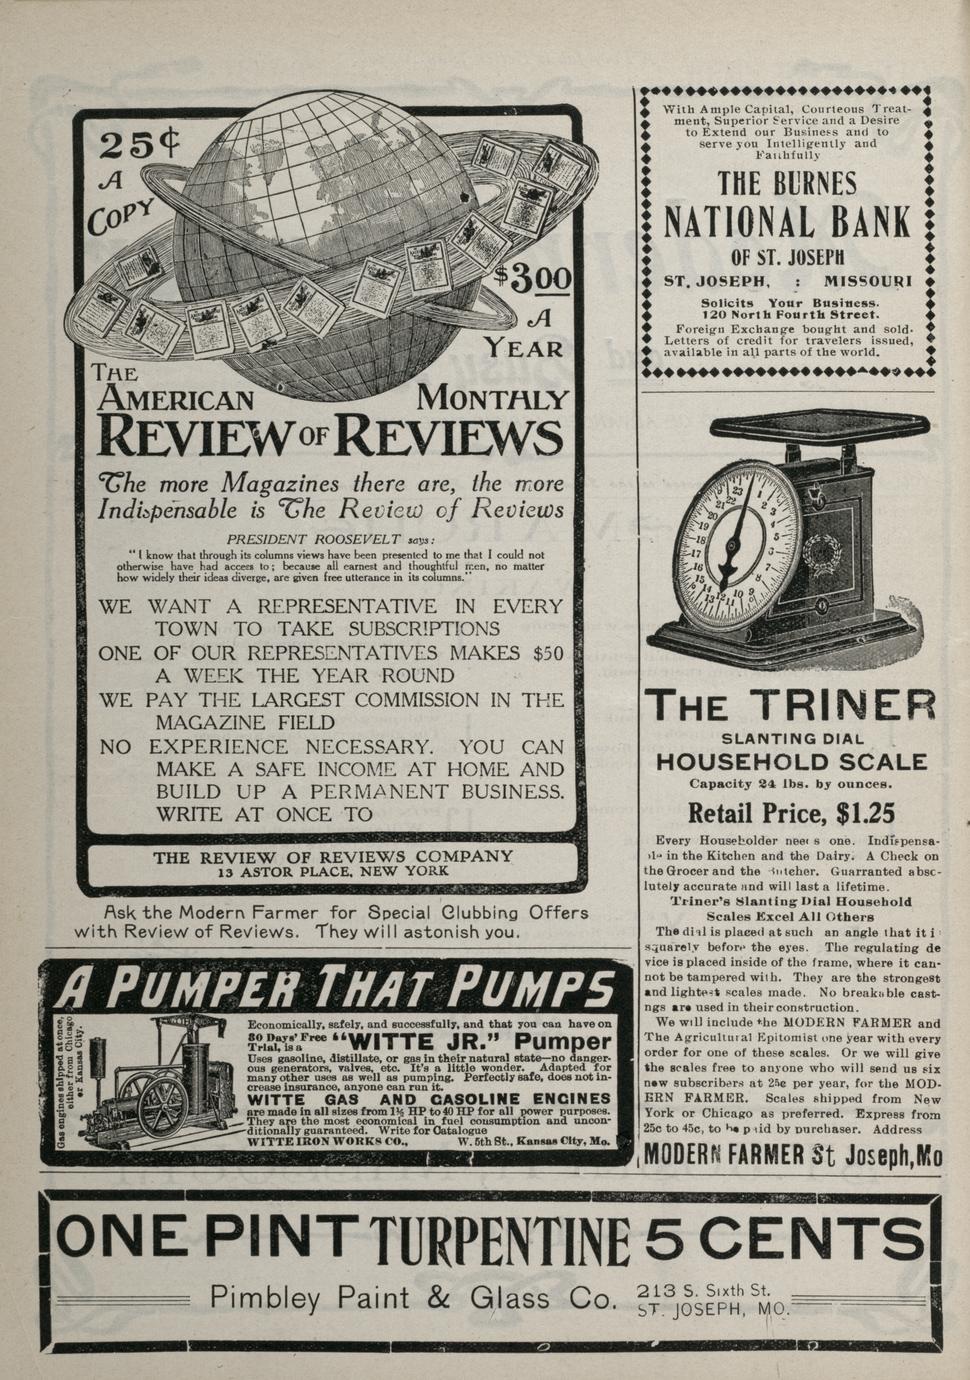 25¢
A
COPY
$3.00
A
YEAR
THE
AMERICAN MONTHLY
REVIEW OF REVIEWS
The more Magazines there are, the more
Indispensable is The Review of Reviews
PRESIDENT ROOSEVELT says:
"I know that through its columns views have been presented to me that I could not
otherwise have had access to; because all earnest and thoughtful men, no matter
how widely their ideas diverge, are given free utterance in its columns."
WE WANT A REPRESENTATIVE IN EVERY
TOWN TO TAKE SUBSCRIPTIONS
ONE OF OUR REPRESENTATIVES MAKES $50
A WEEK THE YEAR ROUND
WE PAY THE LARGEST COMMISSION IN THE
MAGAZINE FIELD
NO EXPERIENCE NECESSARY. YOU CAN
MAKE A SAFE INCOME AT HOME AND
BUILD UP A PERMANENT BUSINESS.
WRITE AT ONCE TO
THE REVIEW OF REVIEWS COMPANY
13 ASTOR PLACE, NEW YORK
Ask the Modern Farmer for Special Clubbing Offers
with Review of Reviews. They will astonish you.
A PUMPER THAT PUMPS
Gas engines shipped at once,
either from Chicago
or Kansas City.
Economically, safely, and successfully, and that you can have on
30 Days' Free
Trial, is a "WITTE JR." Pumper
Uses gasoline, distillate, or gas in their natural state—no danger-
ous generators, valves, etc. It's a little wonder. Adapted for
many other uses as well as pumping. Perfectly safe, does not in-
crease insurance, anyone can run it.
WITTE GAS AND GASOLINE ENGINES
are made in all sizes from 1½ HP to 40 HP for all power purposes.
They are the most economical in fuel consumption and uncon-
ditionally guaranteed. Write for Catalogue
WITTE IRON WORKS CO., W. 5th St., Kansas City, Mo.
With Ample Capital, Courteous Treat-
ment, Superior Service and a Desire
to Extend our Business and to
serve you Intelligently and
Faithfully
THE BURNES
NATIONAL BANK
OF ST. JOSEPH
ST. JOSEPH, : MISSOURI
Solicits Your Business.
120 North Fourth Street.
Foreign Exchange bought and sold.
Letters of credit for travelers issued,
available in all parts of the world.
THE TRINER
SLANTING DIAL
HOUSEHOLD SCALE
Capacity 24 lbs. by ounces.
Retail Price, $1.25
Every Householder needs one. Indispensa-
ble in the Kitchen and the Dairy. A Check on
the Grocer and the Butcher. Guarranted abso-
lutely accurate and will last a lifetime.
Triner's Slanting Dial Household
Scales Excel All Others
The dial is placed at such an angle that it i
squarely before the eyes. The regulating de
vice is placed inside of the frame, where it can-
not be tampered with. They are the strongest
and lightest scales made. No breakable cast-
ngs are used in their construction.
We will include the MODERN FARMER and
The Agricultural Epitomist one year with every
order for one of these scales. Or we will give
the scales free to anyone who will send us six
new subscribers at 25c per year, for the MOD-
ERN FARMER. Scales shipped from New
York or Chicago as preferred. Express from
25c to 45c, to be paid by purchaser. Address
MODERN FARMER St Joseph, Mo
ONE PINT TURPENTINE 5 CENTS
Pimbley Paint & Glass Co. 213 S. Sixth St.
ST. JOSEPH, MO.